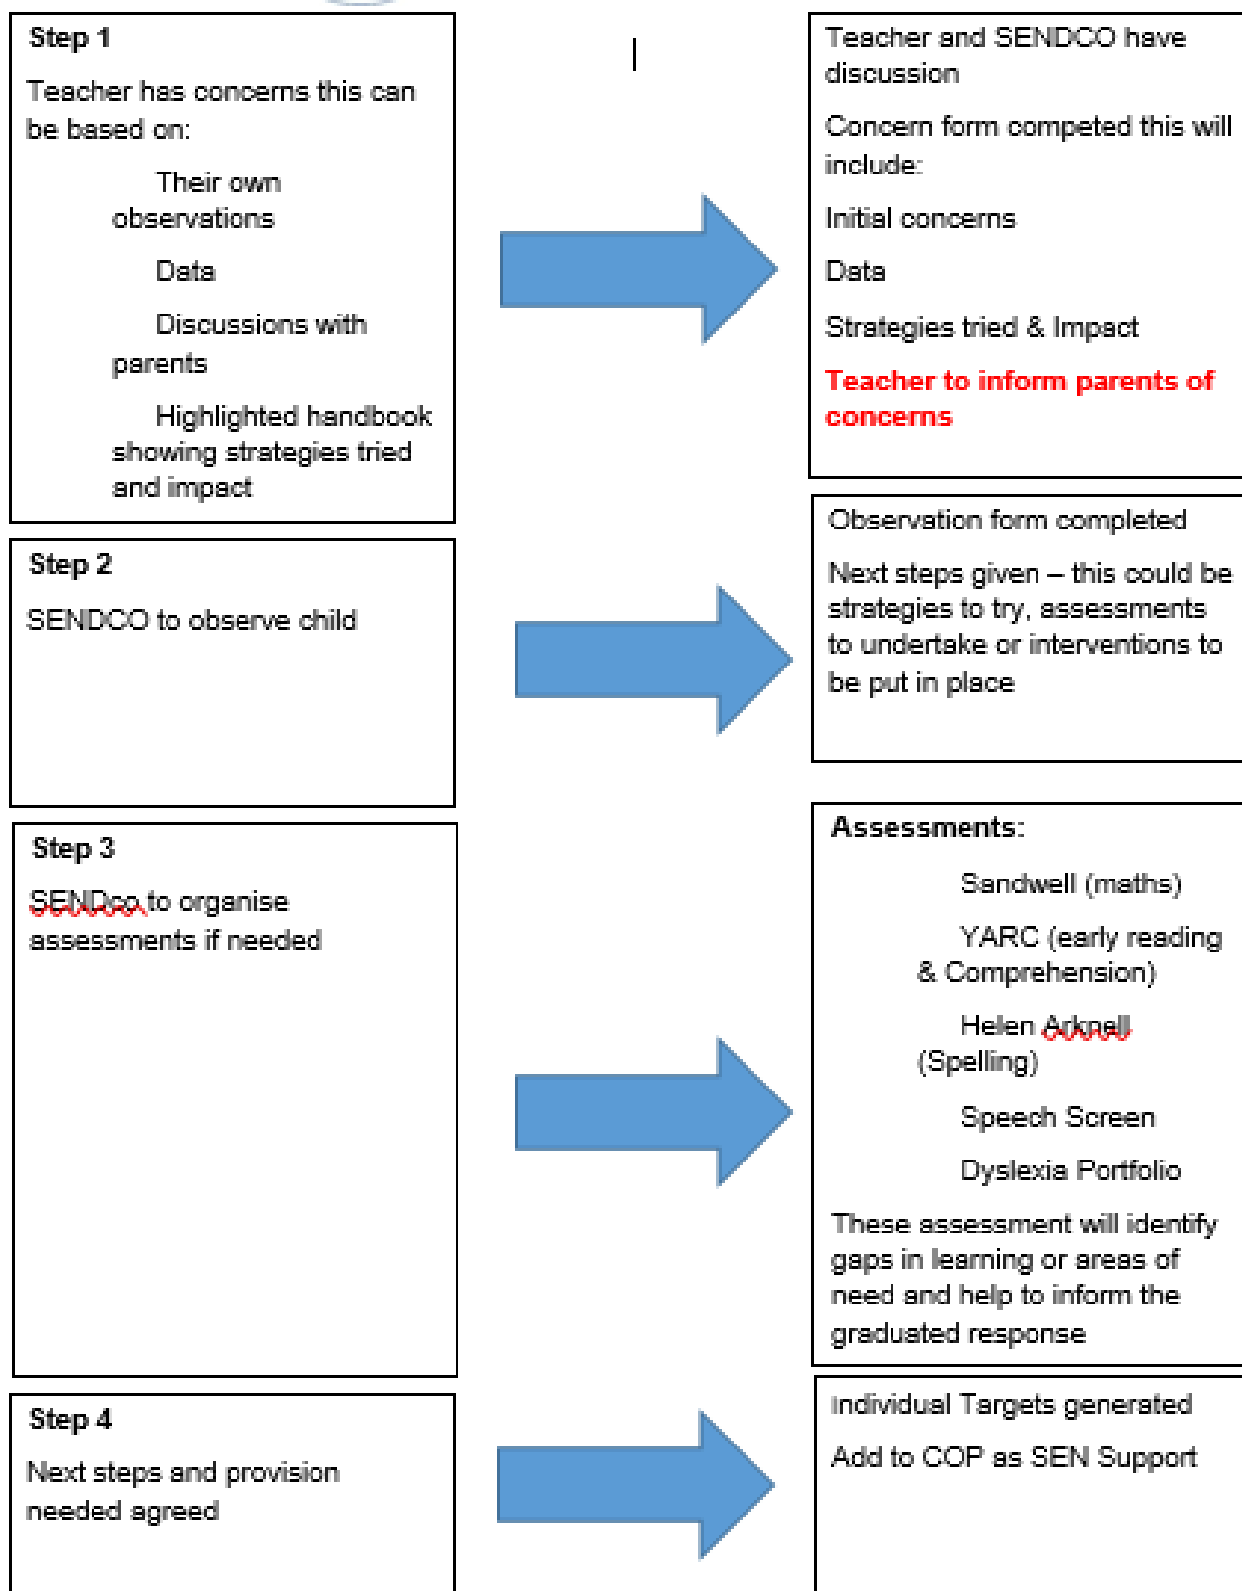 Step 1
Teacher has concerns this can
be based on:
Their own
observations
Data
Discussions with
parents
Highlighted handbook
showing strategies tried
and impact
Teacher and SENDCO have
discussion
Concern form competed this will
include:
Initial concerns
Data
Strategies tried & Impact
Teacher to inform parents of
concerns
Step 2
SENDCO to observe child
Observation form completed
Next steps given – this could be
strategies to try, assessments
to undertake or interventions to
be put in place
Step 3
SENDco to organise
assessments if needed
Assessments:
Sandwell (maths)
YARC (early reading
& Comprehension)
Helen Arknell
(Spelling)
Speech Screen
Dyslexia Portfolio
These assessment will identify
gaps in learning or areas of
need and help to inform the
graduated response
Step 4
Next steps and provision
needed agreed
Individual Targets generated
Add to COP as SEN Support